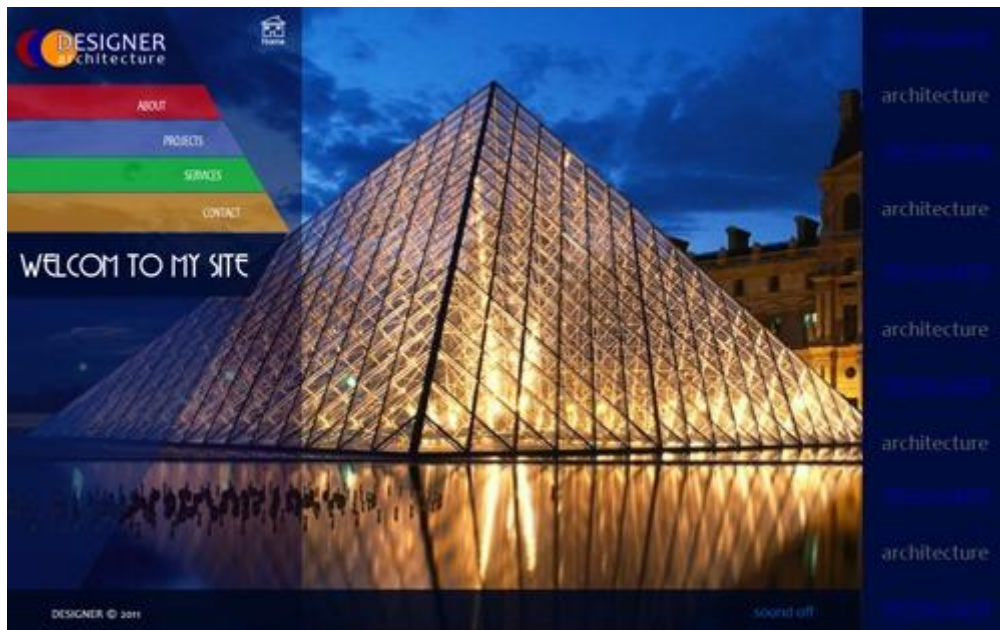 DESIGNER
architecture
Home
ABOUT
PROJECTS
SERVICES
CONTACT
WELCOM TO MY SITE
architecture
architecture
architecture
architecture
architecture
DESIGNER © 2011
sound off